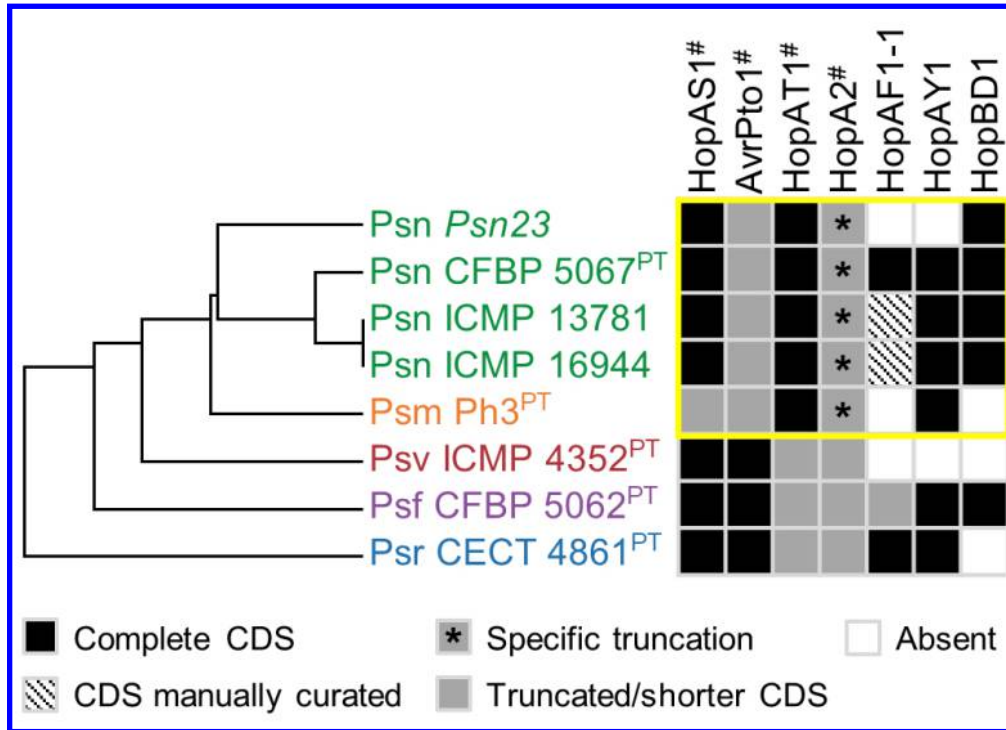 HopAS1#
AvrPto1#
HopAT1#
HopA2#
HopAF1-1
HopAY1
HopBD1
Psn Psn23
*
Psn CFBP 5067PT
*
Psn ICMP 13781
*
Psn ICMP 16944
*
Psm Ph3PT
*
Psv ICMP 4352PT
Psf CFBP 5062PT
Psr CECT 4861PT
Complete CDS
* Specific truncation
Absent
CDS manually curated
Truncated/shorter CDS